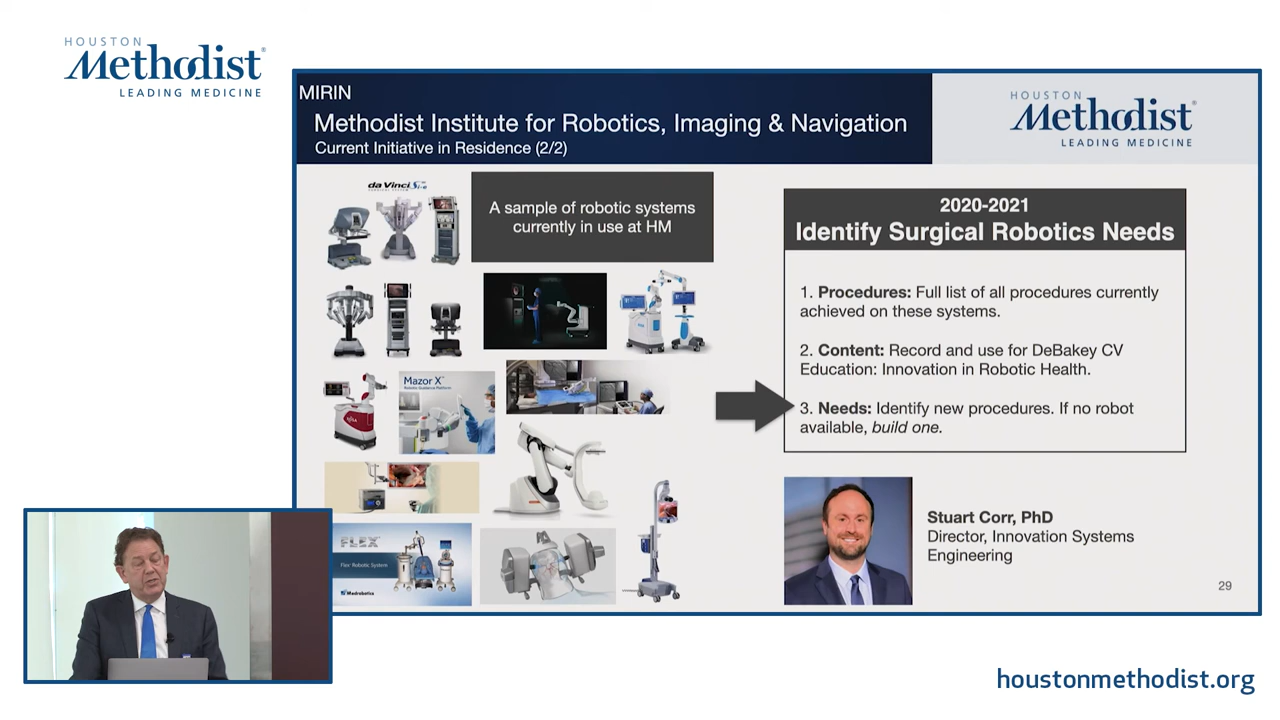 HOUSTON
Methodist
LEADING MEDICINE
MIRIN
Methodist Institute for Robotics, Imaging & Navigation
Current Initiative in Residence (2/2)
HOUSTON
Methodist
LEADING MEDICINE
da Vinci Si
A sample of robotic systems
currently in use at HM
2020-2021
Identify Surgical Robotics Needs
1. Procedures: Full list of all procedures currently
achieved on these systems.
2. Content: Record and use for DeBakey CV
Education: Innovation in Robotic Health.
3. Needs: Identify new procedures. If no robot
available, build one.
Mazor X
Robotic Guidance Platform
FLEX
Flex Robotic System
Medrobotics
Stuart Corr, PhD
Director, Innovation Systems
Engineering
29
houstonmethodist.org